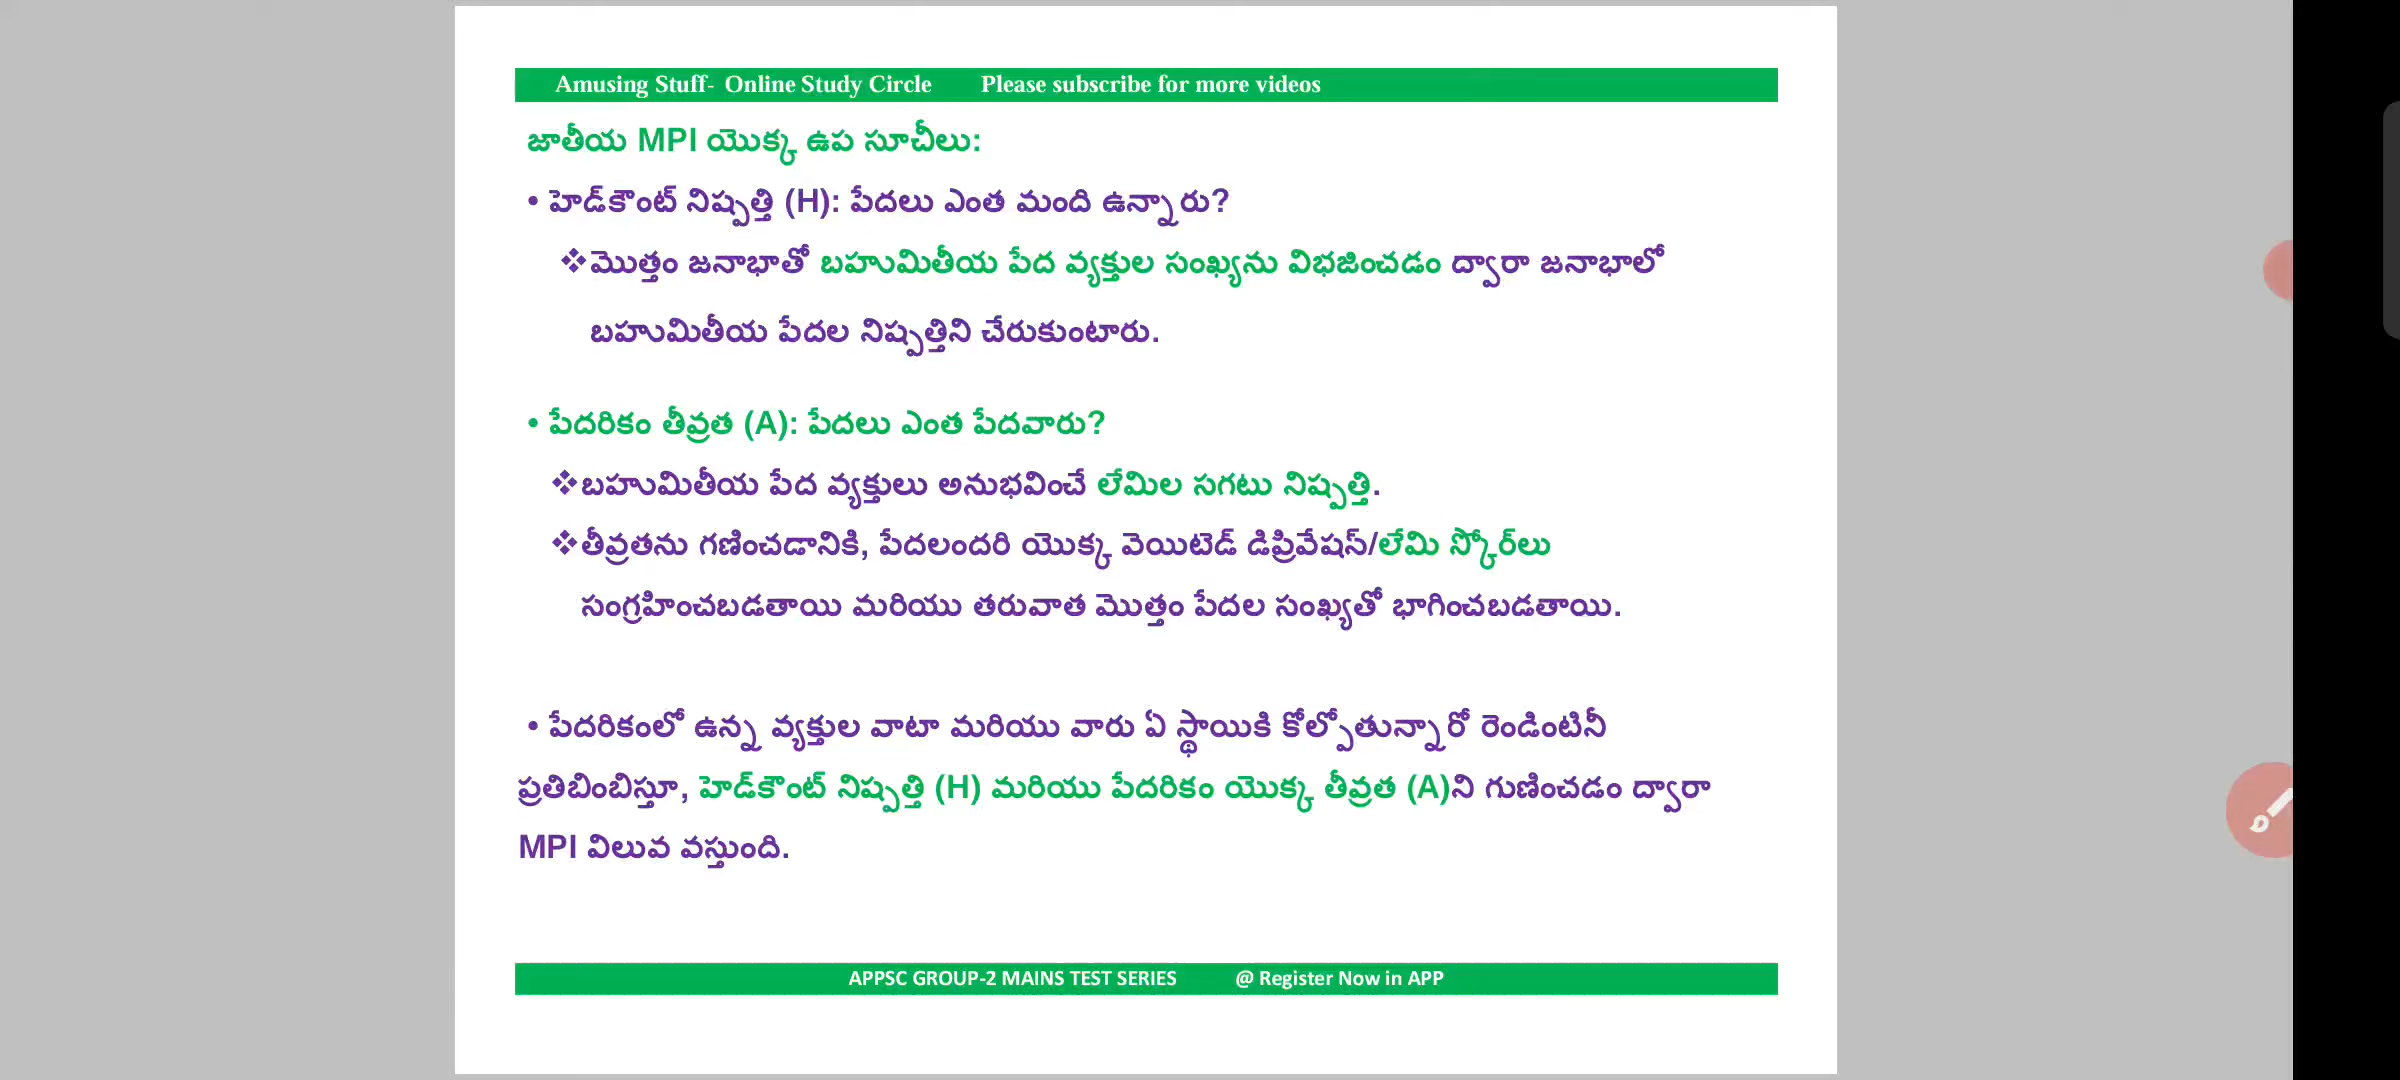 Amusing Stuff- Online Study Circle Please subscribe for more videos
జాతీయ MPI యొక్క ఉప సూచీలు:
• హెడ్‌కౌంట్ నిష్పత్తి (H): పేదలు ఎంత మంది ఉన్నారు?
❖మొత్తం జనాభాతో బహుమితీయ పేద వ్యక్తుల సంఖ్యను విభజించడం ద్వారా జనాభాలో
బహుమితీయ పేదల నిష్పత్తిని చేరుకుంటారు.
• పేదరికం తీవ్రత (A): పేదలు ఎంత పేదవారు?
❖బహుమితీయ పేద వ్యక్తులు అనుభవించే లేమిల సగటు నిష్పత్తి.
❖తీవ్రతను గణించడానికి, పేదలందరి యొక్క వెయిటెడ్ డిప్రివేషస్/లేమి స్కోర్‌లు
సంగ్రహించబడతాయి మరియు తరువాత మొత్తం పేదల సంఖ్యతో భాగించబడతాయి.
• పేదరికంలో ఉన్న వ్యక్తుల వాటా మరియు వారు ఏ స్థాయికి కోల్పోతున్నారో రెండింటినీ
ప్రతిబింబిస్తూ, హెడ్‌కౌంట్ నిష్పత్తి (H) మరియు పేదరికం యొక్క తీవ్రత (A)ని గుణించడం ద్వారా
MPI విలువ వస్తుంది.
APPSC GROUP-2 MAINS TEST SERIES @ Register Now in APP